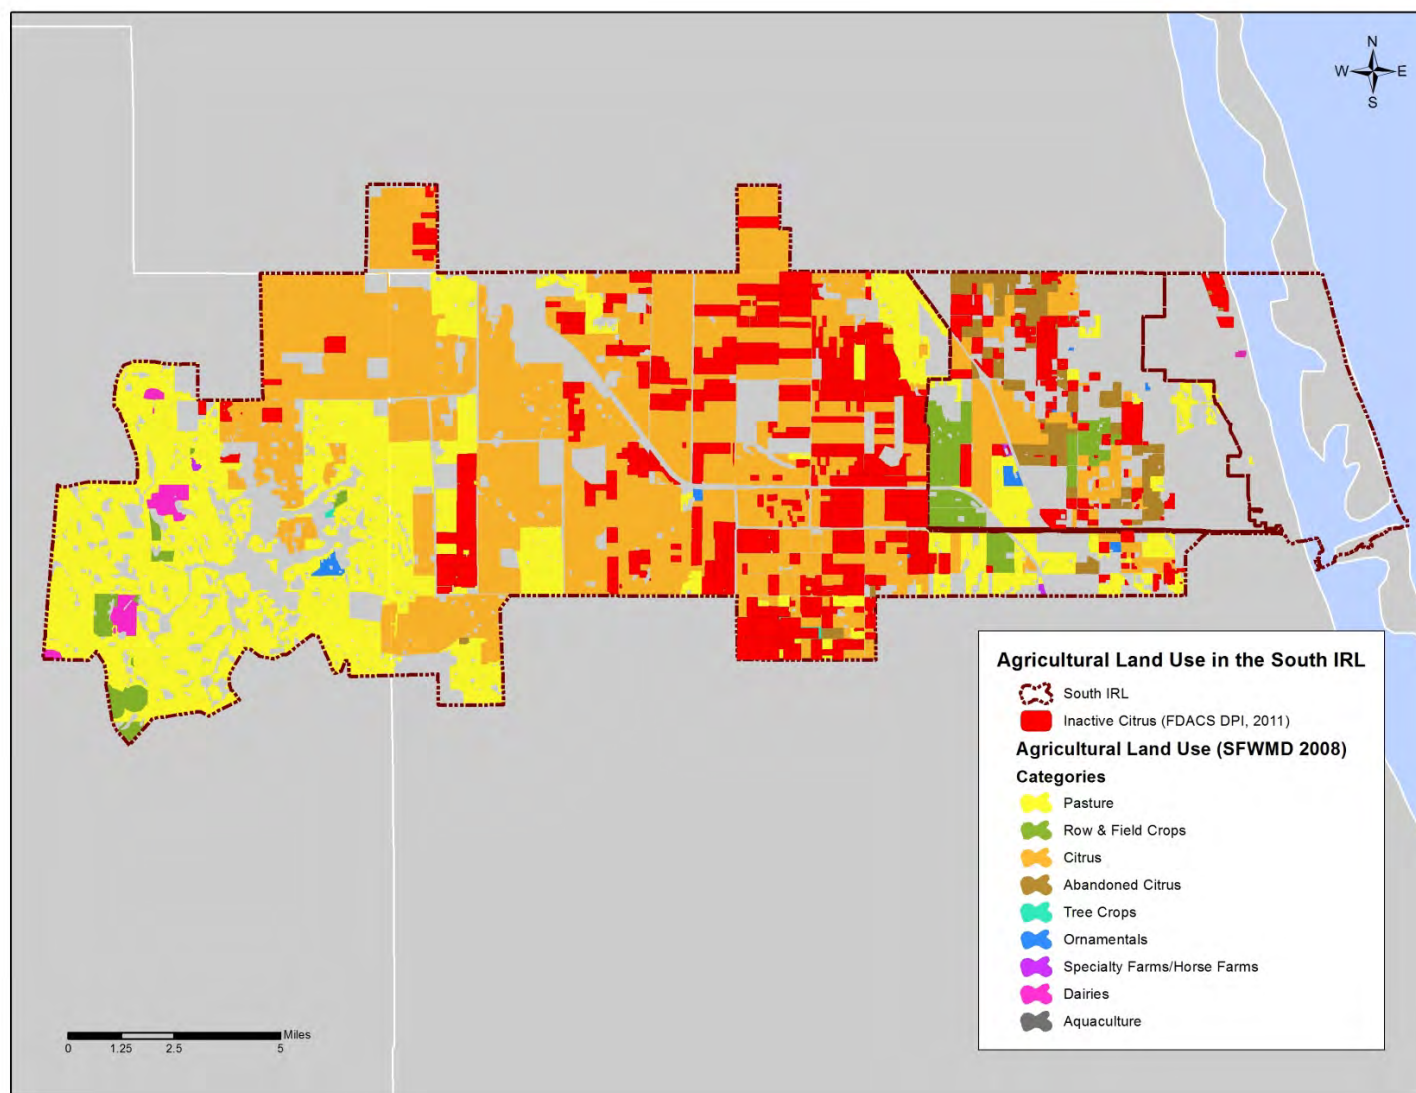 N
W E
S
Agricultural Land Use in the South IRL
South IRL
Inactive Citrus (FDACS DPI, 2011)
Agricultural Land Use (SFWMD 2008)
Categories
Pasture
Row & Field Crops
Citrus
Abandoned Citrus
Tree Crops
Ornamentals
Specialty Farms/Horse Farms
Dairies
Aquaculture
Miles
0 1.25 2.5 5